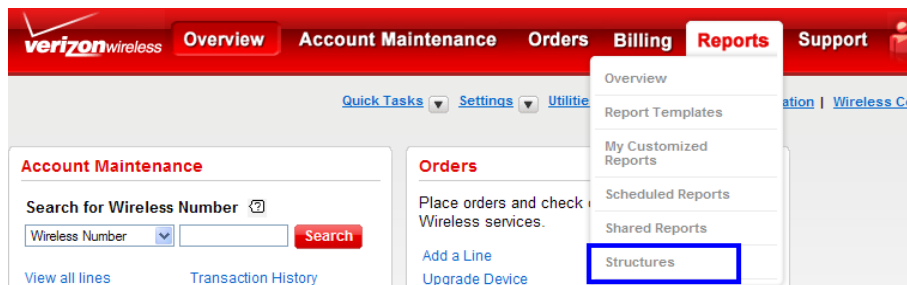 verizonwireless Overview Account Maintenance Orders Billing Reports Support
Quick Tasks Settings Utilitie ation | Wireless C
Overview
Report Templates
My Customized
Reports
Scheduled Reports
Shared Reports
Structures
Account Maintenance
Search for Wireless Number
Wireless Number Search
View all lines Transaction History
Orders
Place orders and check
Wireless services.
Add a Line
Upgrade Device